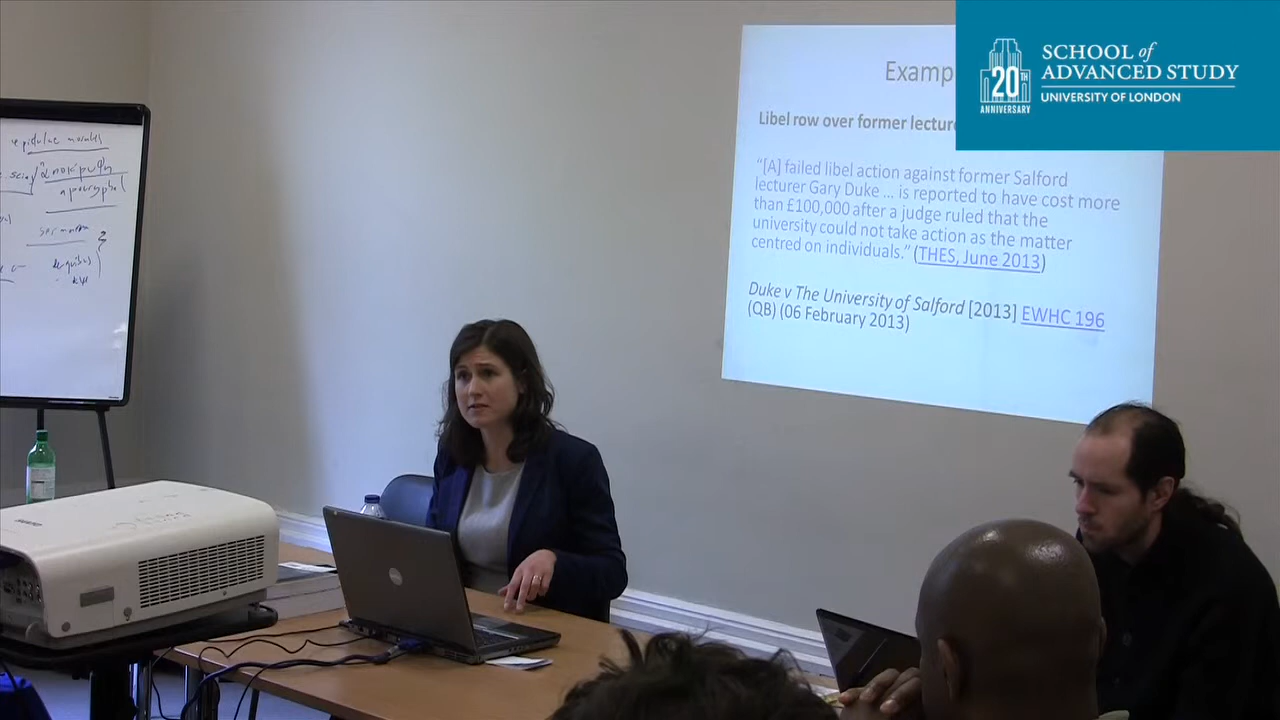 SCHOOL of
ADVANCED STUDY
UNIVERSITY OF LONDON
20TH
ANNIVERSARY
Examp
Libel row over former lectur
“[A] failed libel action against former Salford
lecturer Gary Duke ... is reported to have cost more
than £100,000 after a judge ruled that the
university could not take action as the matter
centred on individuals.” (THES, June 2013)
Duke v The University of Salford [2013] EWHC 196
(QB) (06 February 2013)